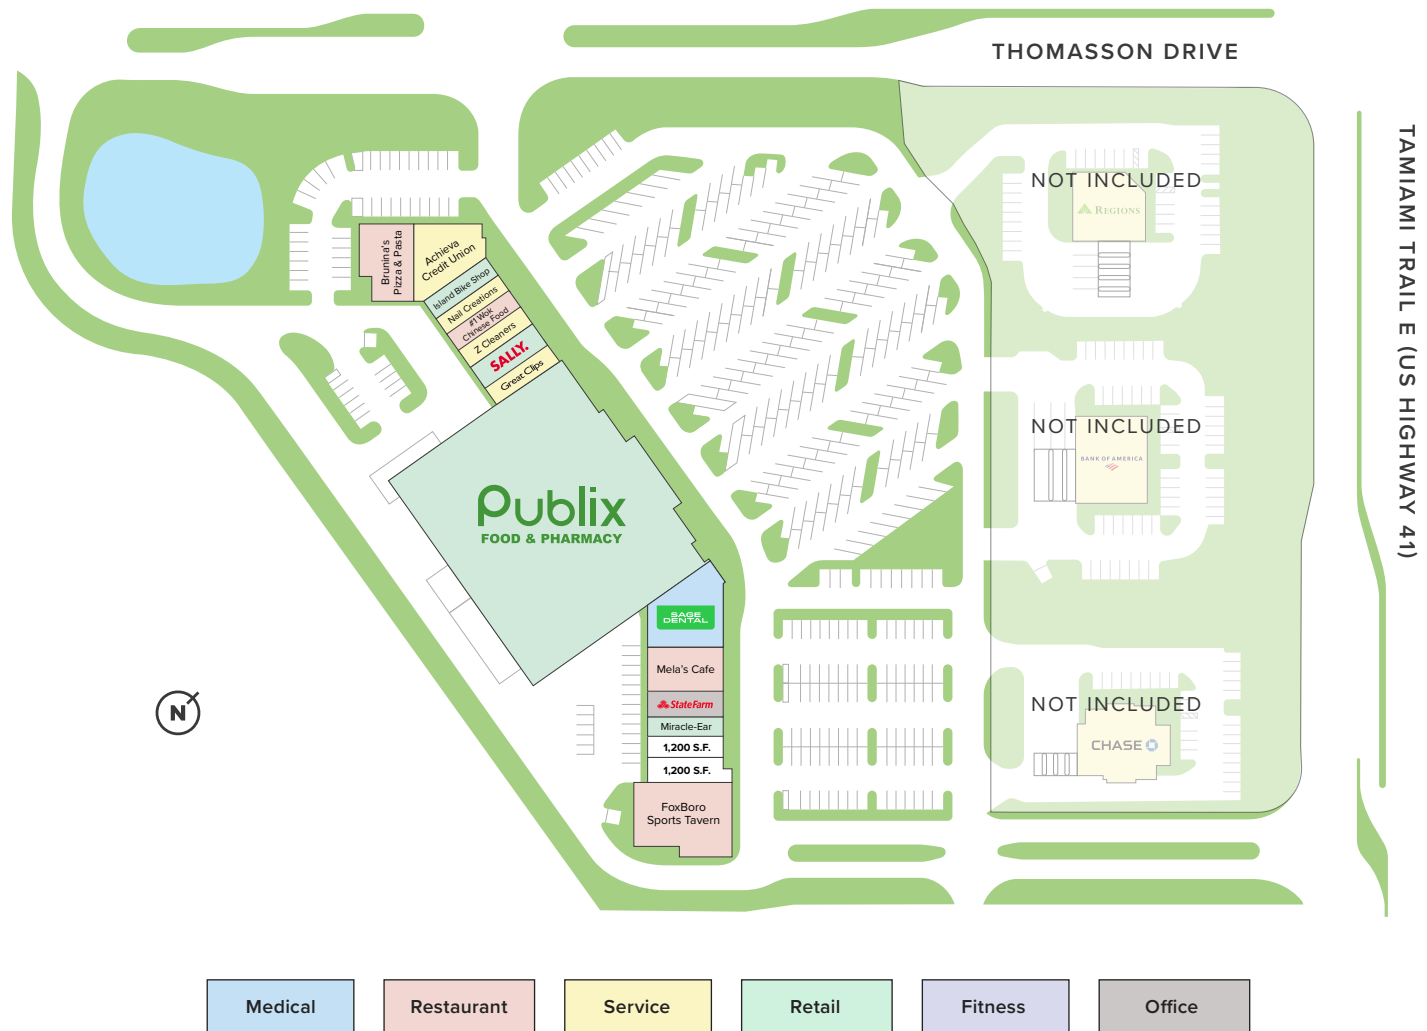 THOMASSON DRIVE
TAMIAMI TRAIL E (US HIGHWAY 41)
NOT INCLUDED
REGIONS
Brunina's
Pizza & Pasta
Achieva
Credit Union
Island Bike Shop
Nail Creations
#1 Wok
Chinese Food
Z Cleaners
SALLY.
Great Clips
NOT INCLUDED
BANK OF AMERICA
Publix
FOOD & PHARMACY
SAGE
DENTAL
Mela's Cafe
StateFarm
Miracle-Ear
1,200 S.F.
1,200 S.F.
FoxBoro
Sports Tavern
NOT INCLUDED
CHASE
N
Medical
Restaurant
Service
Retail
Fitness
Office